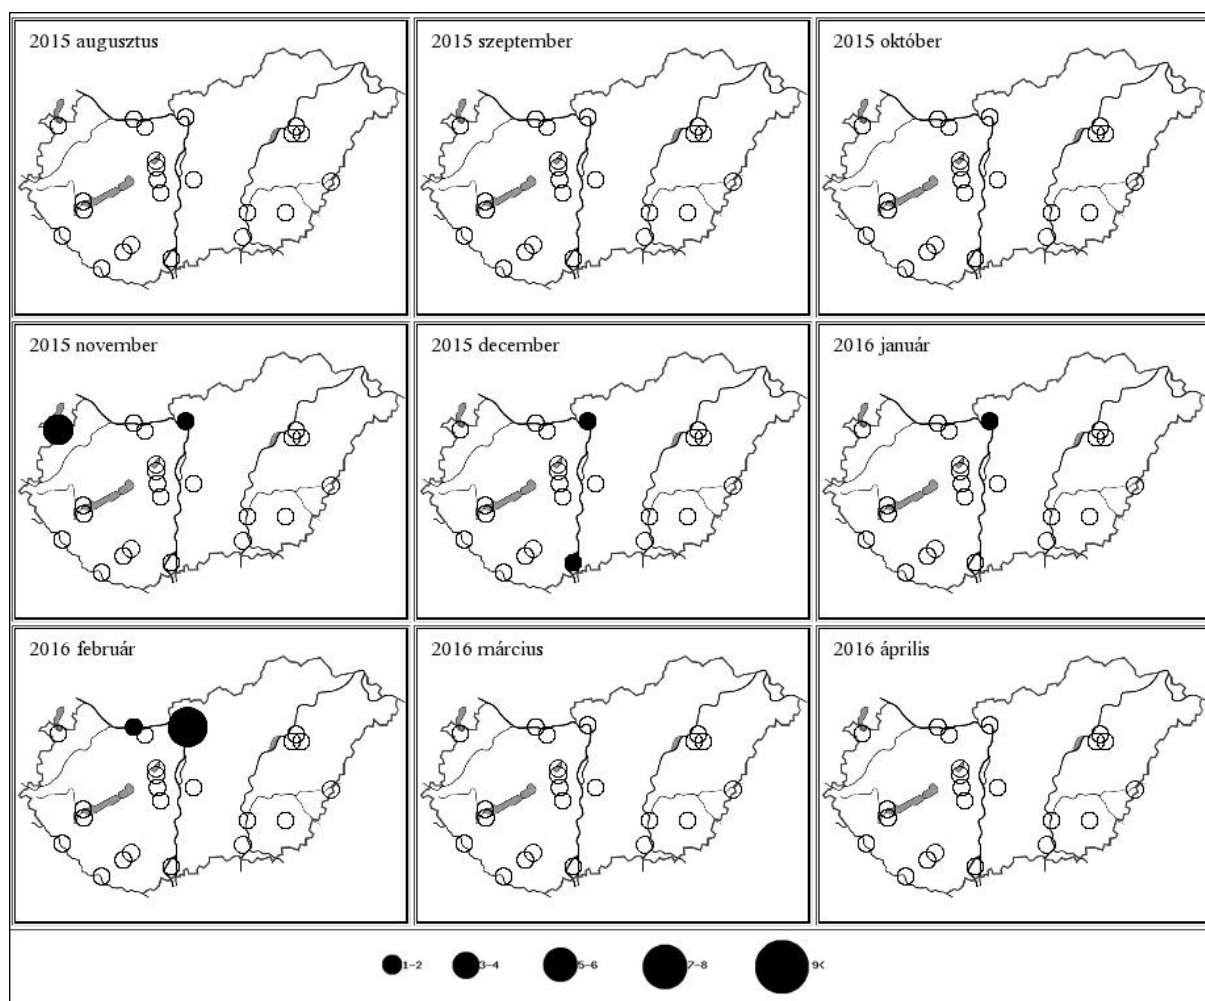 2015 augusztus
2015 szeptember
2015 október
2015 november
2015 december
2016 január
2016 február
2016 március
2016 április
1-2 3-4 5-6 7-8 9<